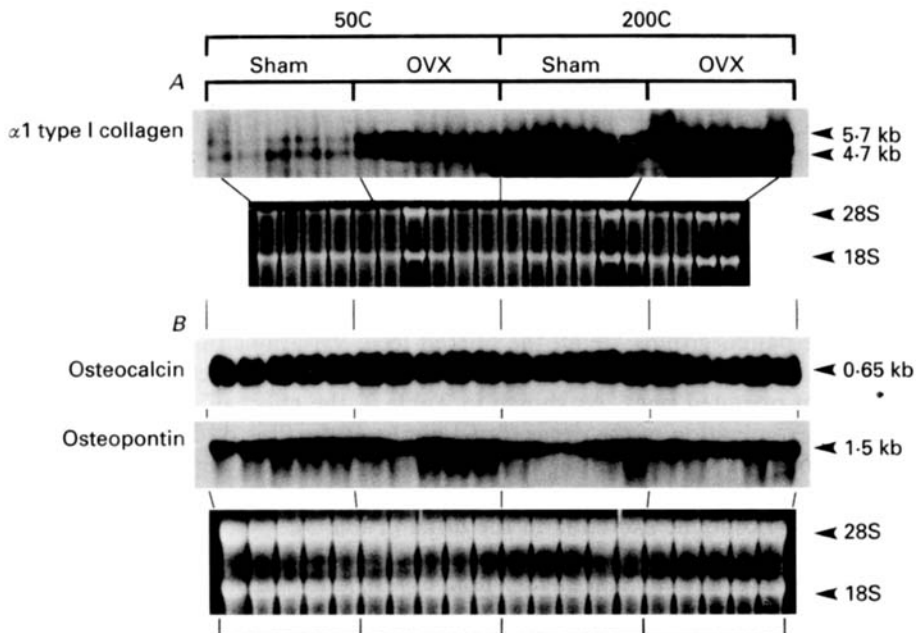 50C 200C
Sham OVX Sham OVX
A
α1 type I collagen
5·7 kb
4·7 kb
28S
18S
B
Osteocalcin
0·65 kb
Osteopontin
1·5 kb
28S
18S